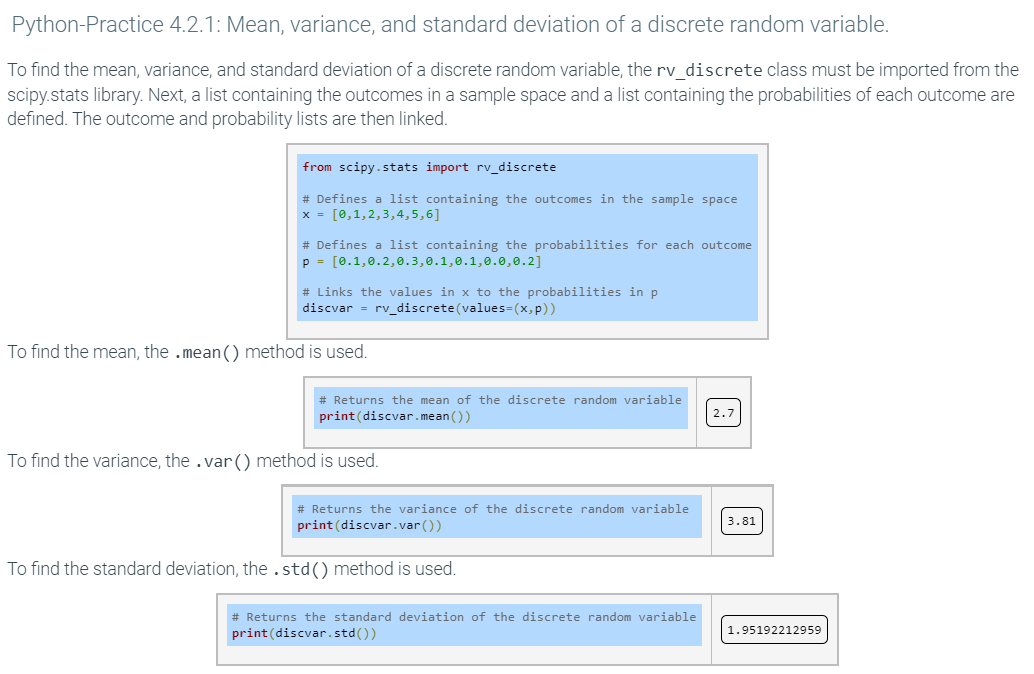 Python-Practice 4.2.1: Mean, variance, and standard deviation of a discrete random variable.
To find the mean, variance, and standard deviation of a discrete random variable, the rv_discrete class must be imported from the
scipy.stats library. Next, a list containing the outcomes in a sample space and a list containing the probabilities of each outcome are
defined. The outcome and probability lists are then linked.
from scipy.stats import rv_discrete
# Defines a list containing the outcomes in the sample space
x = [0,1,2,3,4,5,6]
# Defines a list containing the probabilities for each outcome
p = [0.1,0.2,0.3,0.1,0.1,0.0,0.2]
# Links the values in x to the probabilities in p
discvar = rv_discrete(values=(x,p))
To find the mean, the .mean() method is used.
# Returns the mean of the discrete random variable
print(discvar.mean())
2.7
To find the variance, the .var() method is used.
# Returns the variance of the discrete random variable
print(discvar.var())
3.81
To find the standard deviation, the .std() method is used.
# Returns the standard deviation of the discrete random variable
print(discvar.std())
1.95192212959